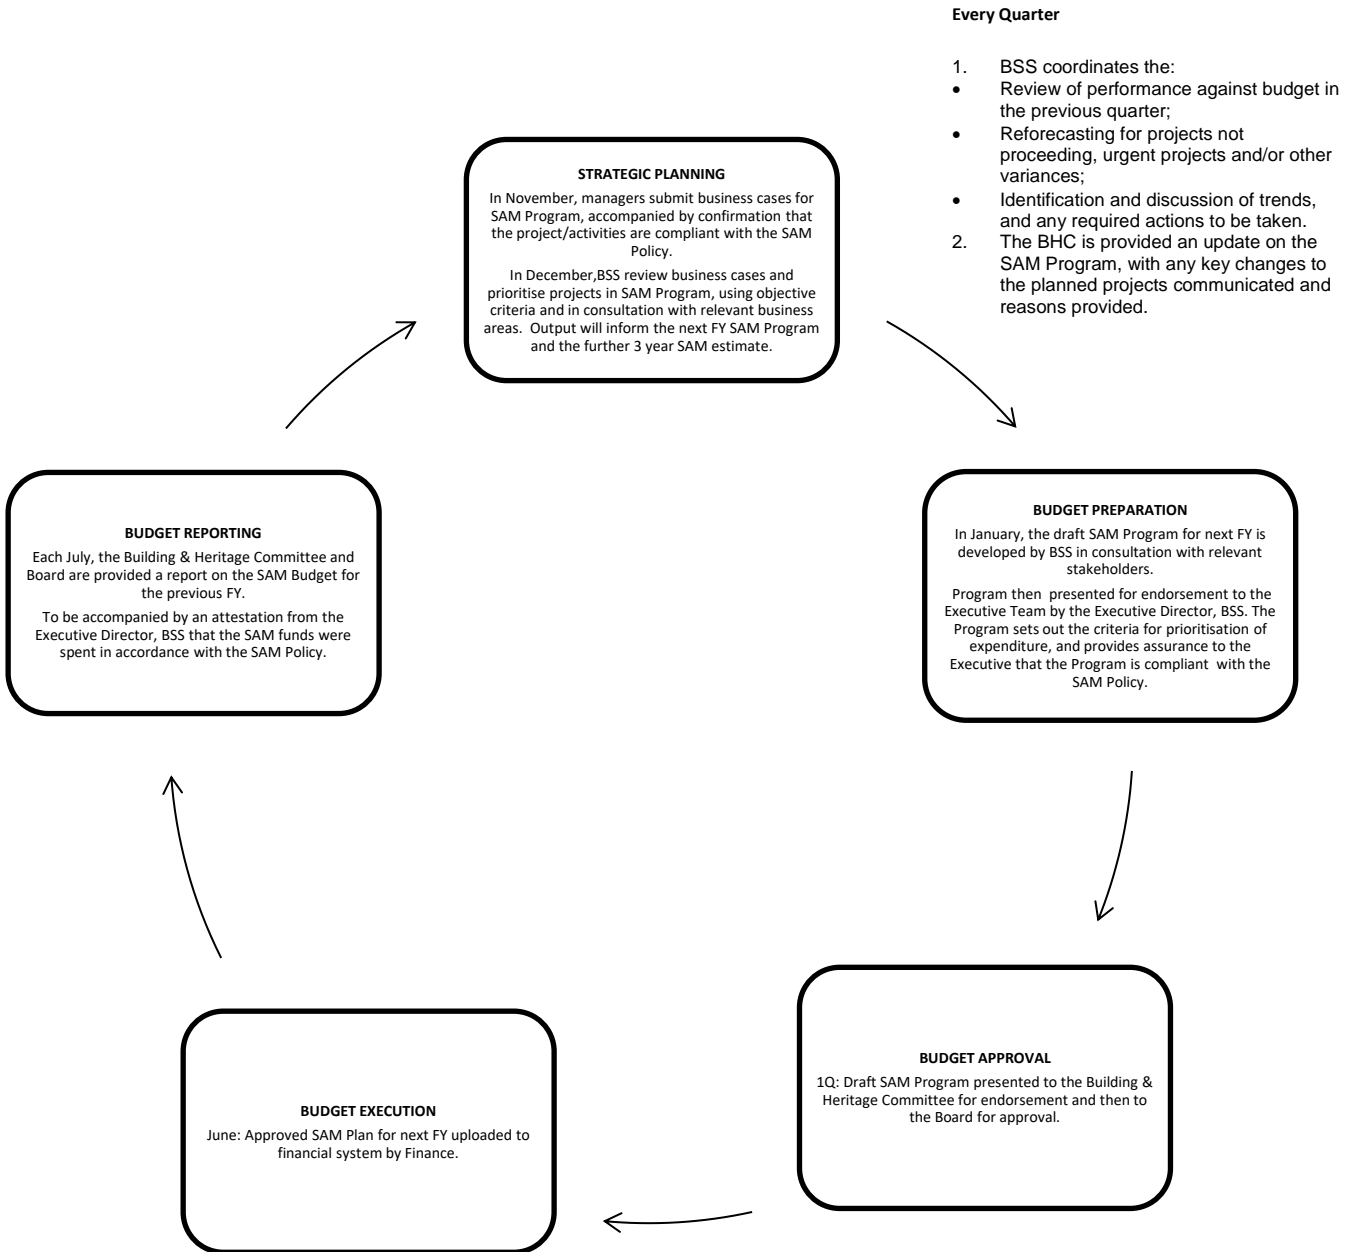 Every Quarter
1. BSS coordinates the:
• Review of performance against budget in
the previous quarter;
• Reforecasting for projects not
proceeding, urgent projects and/or other
variances;
• Identification and discussion of trends,
and any required actions to be taken.
2. The BHC is provided an update on the
SAM Program, with any key changes to
the planned projects communicated and
reasons provided.
STRATEGIC PLANNING
In November, managers submit business cases for
SAM Program, accompanied by confirmation that
the project/activities are compliant with the SAM
Policy.
In December,BSS review business cases and
prioritise projects in SAM Program, using objective
criteria and in consultation with relevant business
areas. Output will inform the next FY SAM Program
and the further 3 year SAM estimate.
BUDGET PREPARATION
In January, the draft SAM Program for next FY is
developed by BSS in consultation with relevant
stakeholders.
Program then presented for endorsement to the
Executive Team by the Executive Director, BSS. The
Program sets out the criteria for prioritisation of
expenditure, and provides assurance to the
Executive that the Program is compliant with the
SAM Policy.
BUDGET APPROVAL
1Q: Draft SAM Program presented to the Building &
Heritage Committee for endorsement and then to
the Board for approval.
BUDGET EXECUTION
June: Approved SAM Plan for next FY uploaded to
financial system by Finance.
BUDGET REPORTING
Each July, the Building & Heritage Committee and
Board are provided a report on the SAM Budget for
the previous FY.
To be accompanied by an attestation from the
Executive Director, BSS that the SAM funds were
spent in accordance with the SAM Policy.